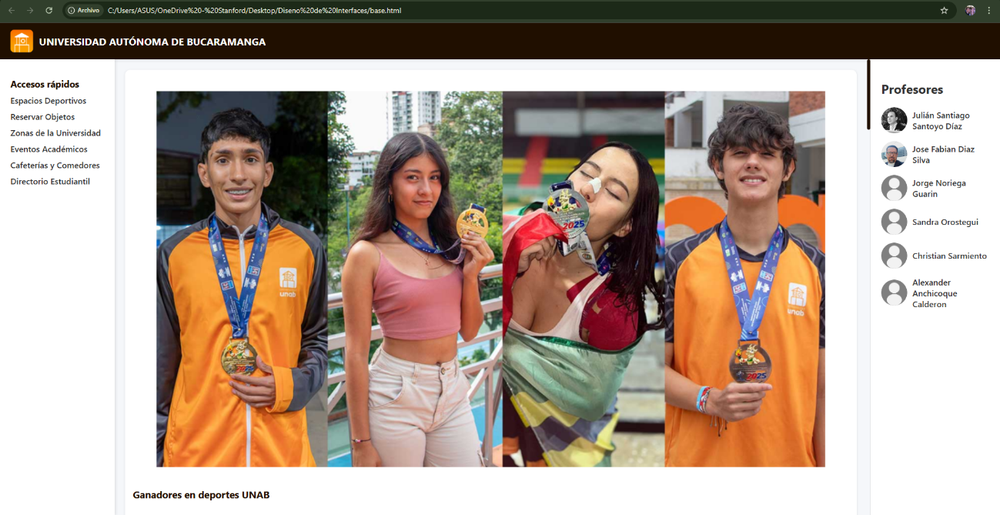 Archivo C:/Users/ASUS/OneDrive%20-%20Stanford/Desktop/Diseno%20de%20Interfaces/base.html
UNIVERSIDAD AUTÓNOMA DE BUCARAMANGA
Accesos rápidos
Espacios Deportivos
Reservar Objetos
Zonas de la Universidad
Eventos Académicos
Cafeterías y Comedores
Directorio Estudiantil
unab
2025
2025
unab
2025
Ganadores en deportes UNAB
Profesores
Julián Santiago
Santoyo Díaz
Jose Fabian Diaz
Silva
Jorge Noriega
Guarin
Sandra Orostegui
Christian Sarmiento
Alexander
Anchicoque
Calderon